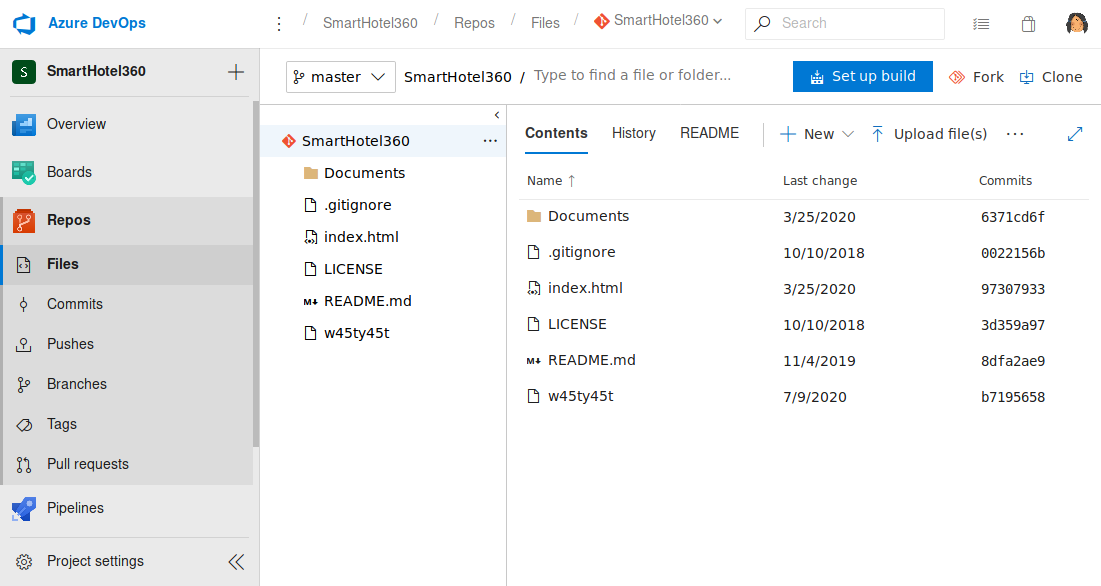 Azure DevOps
/ SmartHotel360 / Repos / Files / SmartHotel360
Search
S SmartHotel360
master
SmartHotel360 / Type to find a file or folder...
Set up build
Fork
Clone
Overview
Boards
Repos
Files
Commits
Pushes
Branches
Tags
Pull requests
Pipelines
Project settings
SmartHotel360
Documents
.gitignore
index.html
LICENSE
M↓ README.md
w45ty45t
Contents History README New Upload file(s)
Name ↑ Last change Commits
Documents 3/25/2020 6371cd6f
.gitignore 10/10/2018 0022156b
index.html 3/25/2020 97307933
LICENSE 10/10/2018 3d359a97
M↓ README.md 11/4/2019 8dfa2ae9
w45ty45t 7/9/2020 b7195658